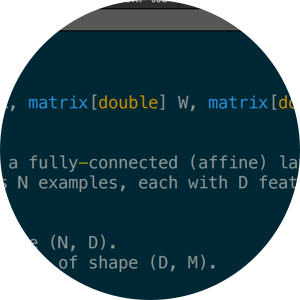 , matrix[double] W, matrix[do
a fully-connected (affine) la
s N examples, each with D feat
e (N, D).
of shape (D, M).